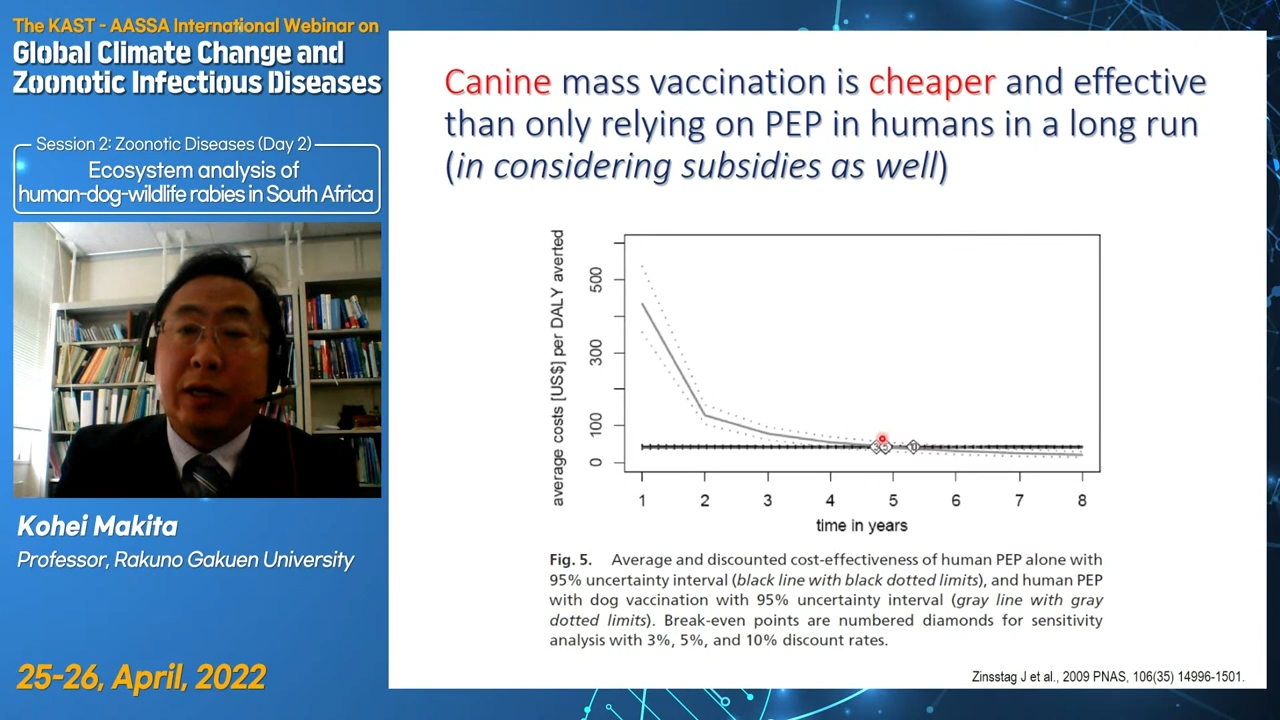 The KAST - AASSA International Webinar on
Global Climate Change and
Zoonotic Infectious Diseases
Session 2: Zoonotic Diseases (Day 2)
Ecosystem analysis of
human-dog-wildlife rabies in South Africa
Kohei Makita
Professor, Rakuno Gakuen University
25-26, April, 2022
Canine mass vaccination is cheaper and effective
than only relying on PEP in humans in a long run
(in considering subsidies as well)
average costs [US$] per DALY averted
500
300
100
0
1 2 3 4 5 6 7 8
time in years
Fig. 5. Average and discounted cost-effectiveness of human PEP alone with
95% uncertainty interval (black line with black dotted limits), and human PEP
with dog vaccination with 95% uncertainty interval (gray line with gray
dotted limits). Break-even points are numbered diamonds for sensitivity
analysis with 3%, 5%, and 10% discount rates.
Zinsstag J et al., 2009 PNAS, 106(35) 14996-1501.